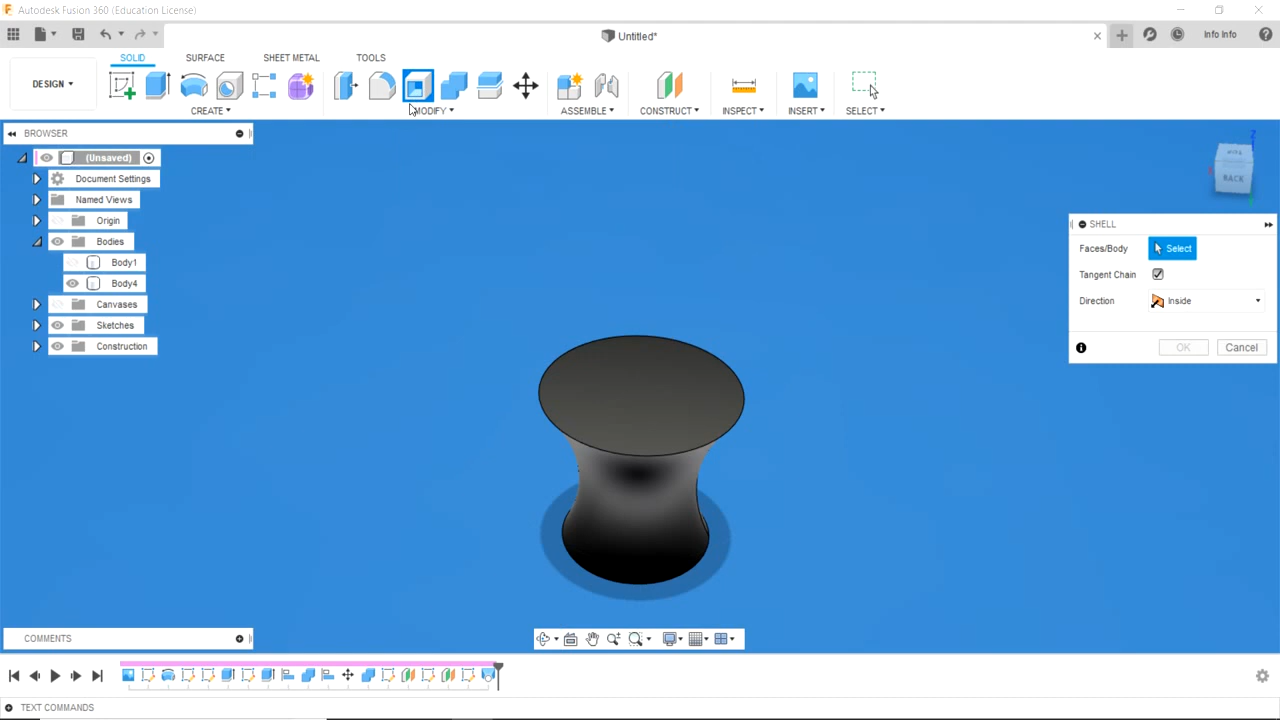 Autodesk Fusion 360 (Education License)
Untitled*
Info Info
SOLID SURFACE SHEET METAL TOOLS
DESIGN
CREATE MODIFY ASSEMBLE CONSTRUCT INSPECT INSERT SELECT
BROWSER
(Unsaved)
Document Settings
Named Views
Origin
Bodies
Body1
Body4
Canvases
Sketches
Construction
Z
BACK
SHELL
Faces/Body Select
Tangent Chain
Direction Inside
OK Cancel
COMMENTS
TEXT COMMANDS